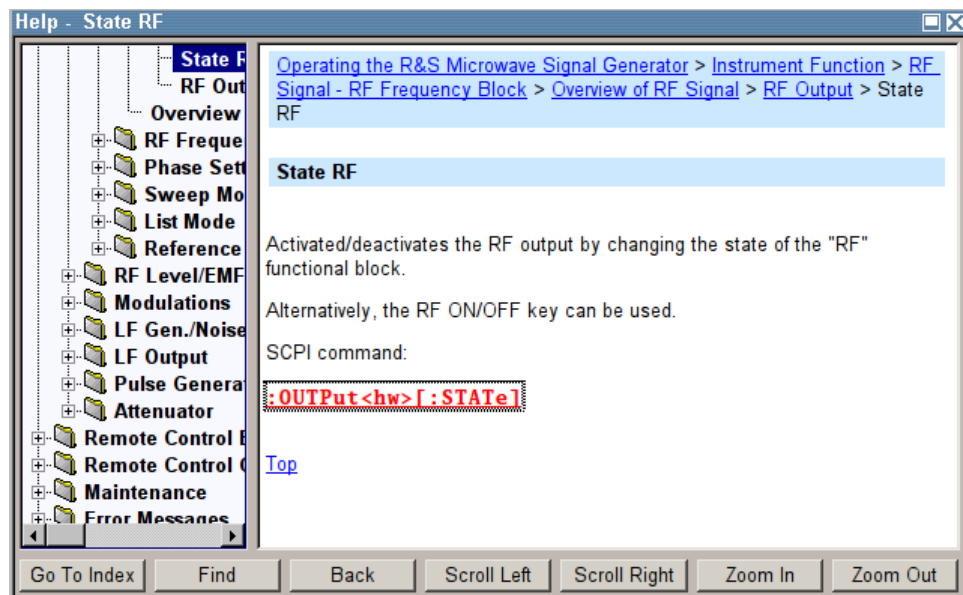 Help - State RF
State R
RF Out
Overview
RF Freque
Phase Sett
Sweep Mo
List Mode
Reference
RF Level/EMF
Modulations
LF Gen./Noise
LF Output
Pulse Genera
Attenuator
Remote Control
Remote Control
Maintenance
Error Messages
Operating the R&S Microwave Signal Generator > Instrument Function > RF
Signal - RF Frequency Block > Overview of RF Signal > RF Output > State
RF
State RF
Activated/deactivates the RF output by changing the state of the "RF"
functional block.
Alternatively, the RF ON/OFF key can be used.
SCPI command:
:OUTPut<hw>[:STATe]
Top
Go To Index Find Back Scroll Left Scroll Right Zoom In Zoom Out